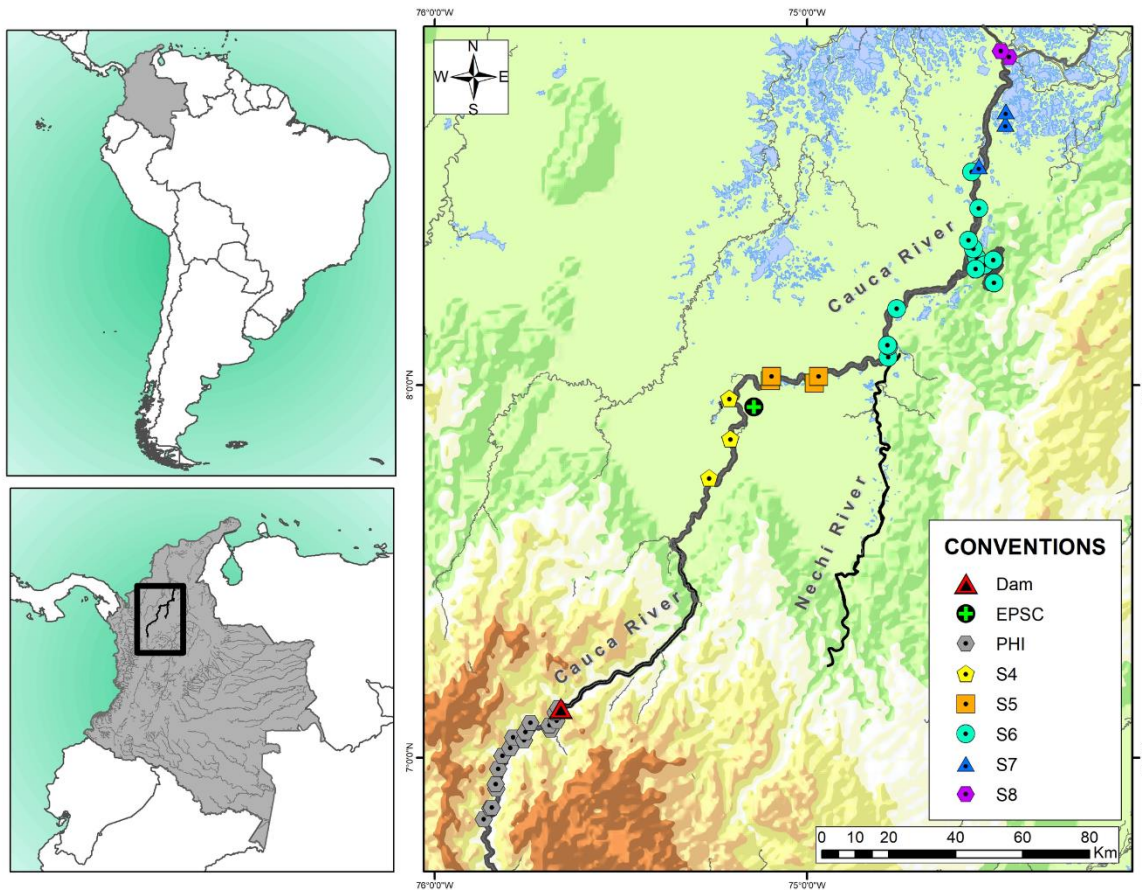 76°0'0"W
75°0'0"W
N
W E
S
Cauca River
8°0'0"N
Nechi River
Cauca River
7°0'0"N
CONVENTIONS
Dam
EPSC
PHI
S4
S5
S6
S7
S8
0 5 10 20 40 60 80
Km
76°0'0"W
75°0'0"W